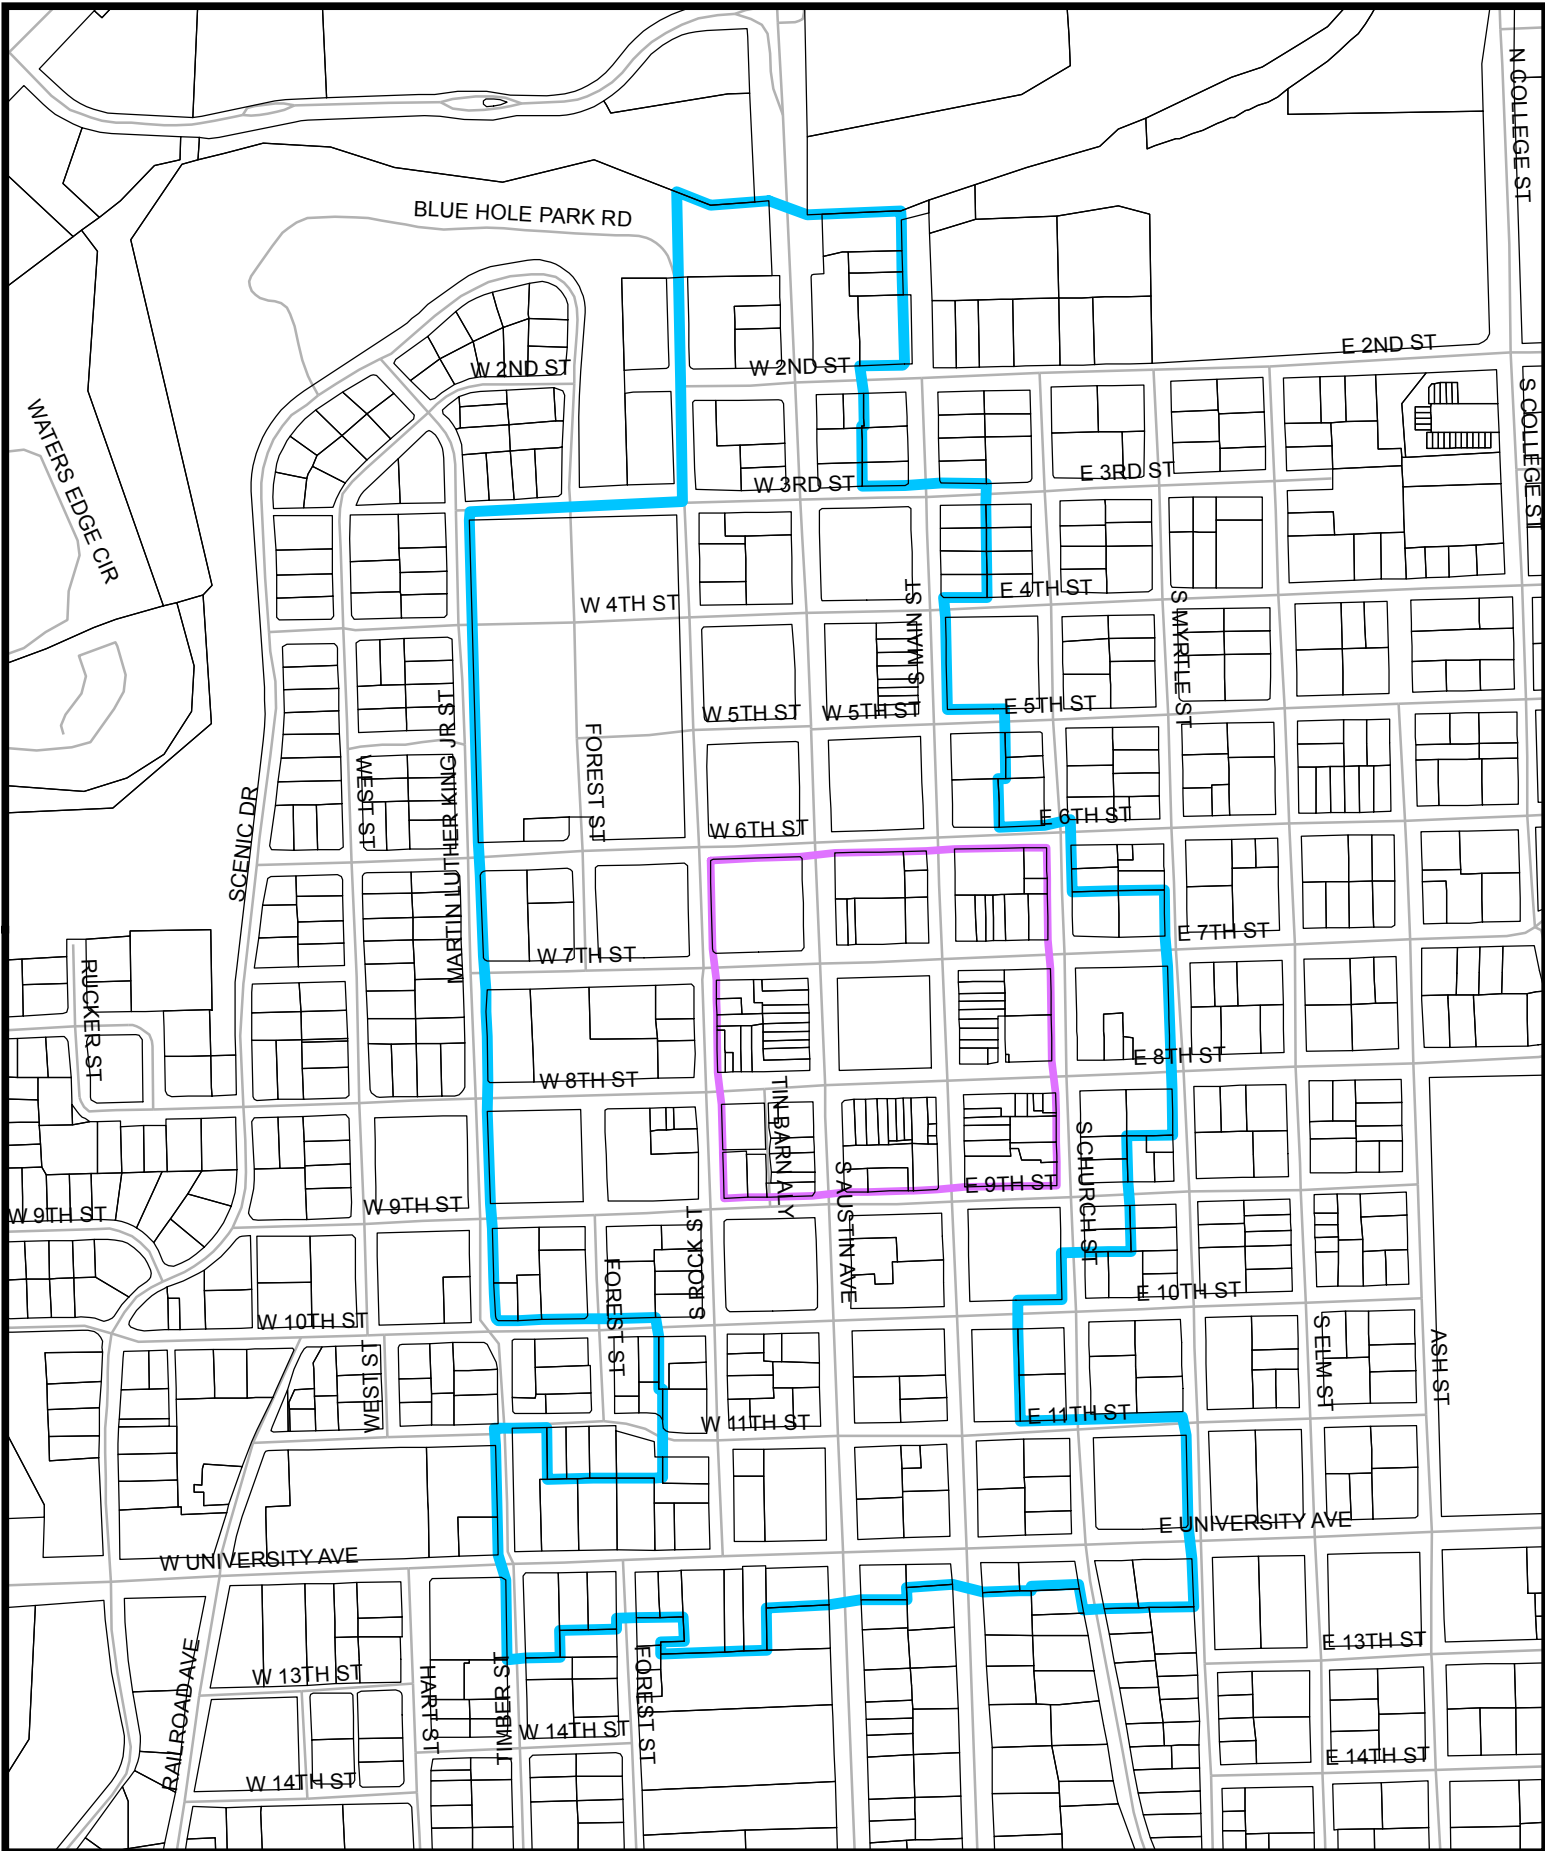 N COLLEGE ST
BLUE HOLE PARK RD
E 2ND ST
W 2ND ST
W 2ND ST
S COLLEGE ST
WATERS EDGE CIR
E 3RD ST
W 3RD ST
E 4TH ST
W 4TH ST
S MAIN ST
S MYRTLE ST
E 5TH ST
W 5TH ST
W 5TH ST
MARTIN LUTHER KING JR ST
FOREST ST
WEST ST
SCENIC DR
E 6TH ST
W 6TH ST
E 7TH ST
W 7TH ST
RUCKER ST
E 8TH ST
W 8TH ST
TIN BARN ALY
S CHURCH ST
S AUSTIN AVE
E 9TH ST
W 9TH ST
W 9TH ST
S ROCK ST
FOREST ST
E 10TH ST
W 10TH ST
WEST ST
S ELM ST
ASH ST
E 11TH ST
W 11TH ST
E UNIVERSITY AVE
W UNIVERSITY AVE
E 13TH ST
W 13TH ST
RAILROAD AVE
HART ST
TIMBER ST
FOREST ST
W 14TH ST
E 14TH ST
W 14TH ST